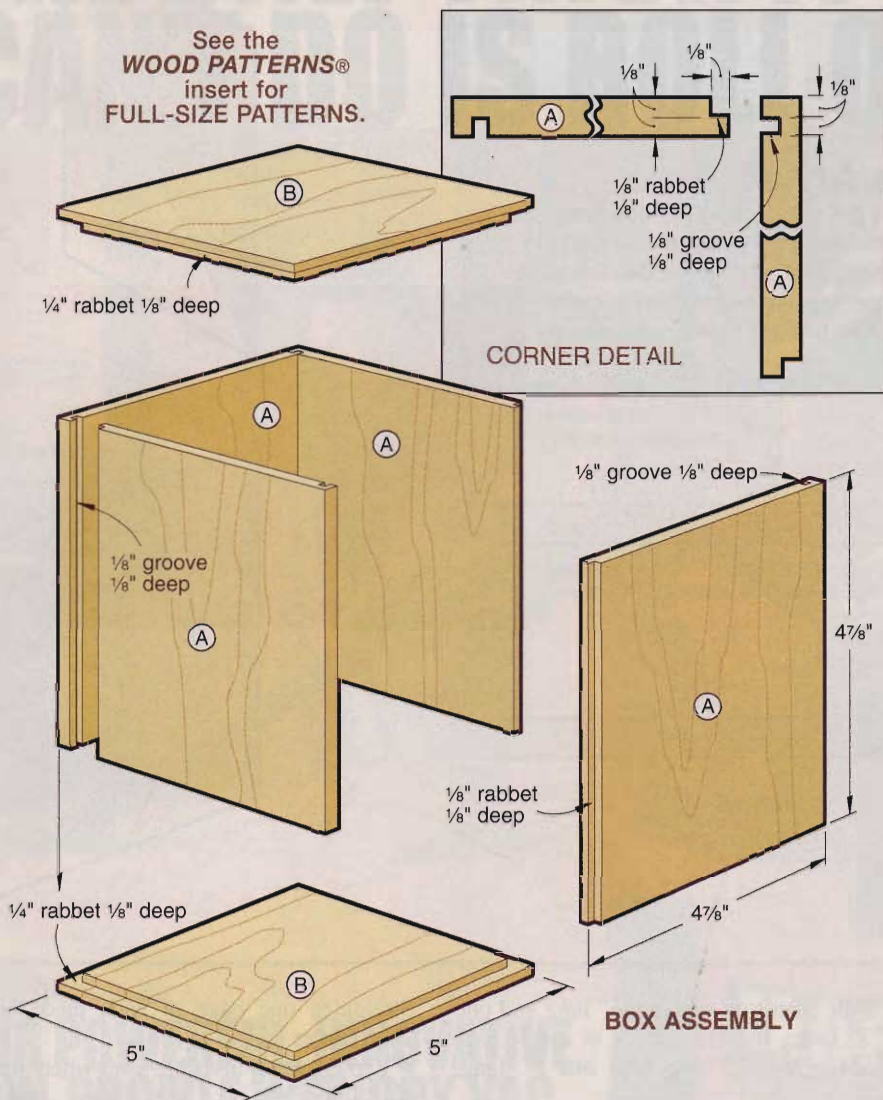 See the
WOOD PATTERNS®
insert for
FULL-SIZE PATTERNS.
B
¼" rabbet ⅛" deep
⅛"
⅛"
⅛"
A
⅛" rabbet
⅛" deep
⅛" groove
⅛" deep
A
CORNER DETAIL
A
A
⅛" groove
⅛" deep
A
⅛" groove ⅛" deep
4⅞"
A
⅛" rabbet
⅛" deep
4⅞"
¼" rabbet ⅛" deep
B
5"
5"
BOX ASSEMBLY